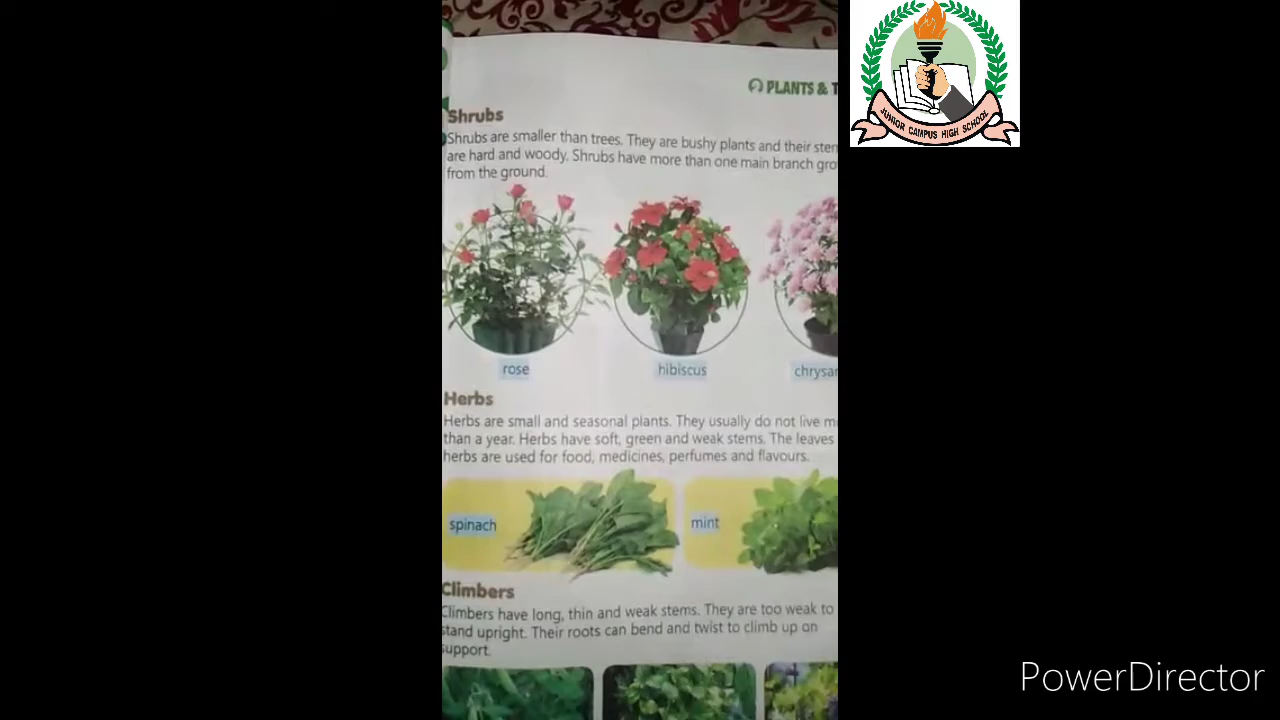 PLANTS & T
Shrubs
Shrubs are smaller than trees. They are bushy plants and their sten
are hard and woody. Shrubs have more than one main branch gro
from the ground.
rose
hibiscus
chrysar
Herbs
Herbs are small and seasonal plants. They usually do not live m
than a year. Herbs have soft, green and weak stems. The leaves
herbs are used for food, medicines, perfumes and flavours.
spinach
mint
Climbers
Climbers have long, thin and weak stems. They are too weak to
stand upright. Their roots can bend and twist to climb up on
support.
JUNIOR CAMPUS HIGH SCHOOL
PowerDirector